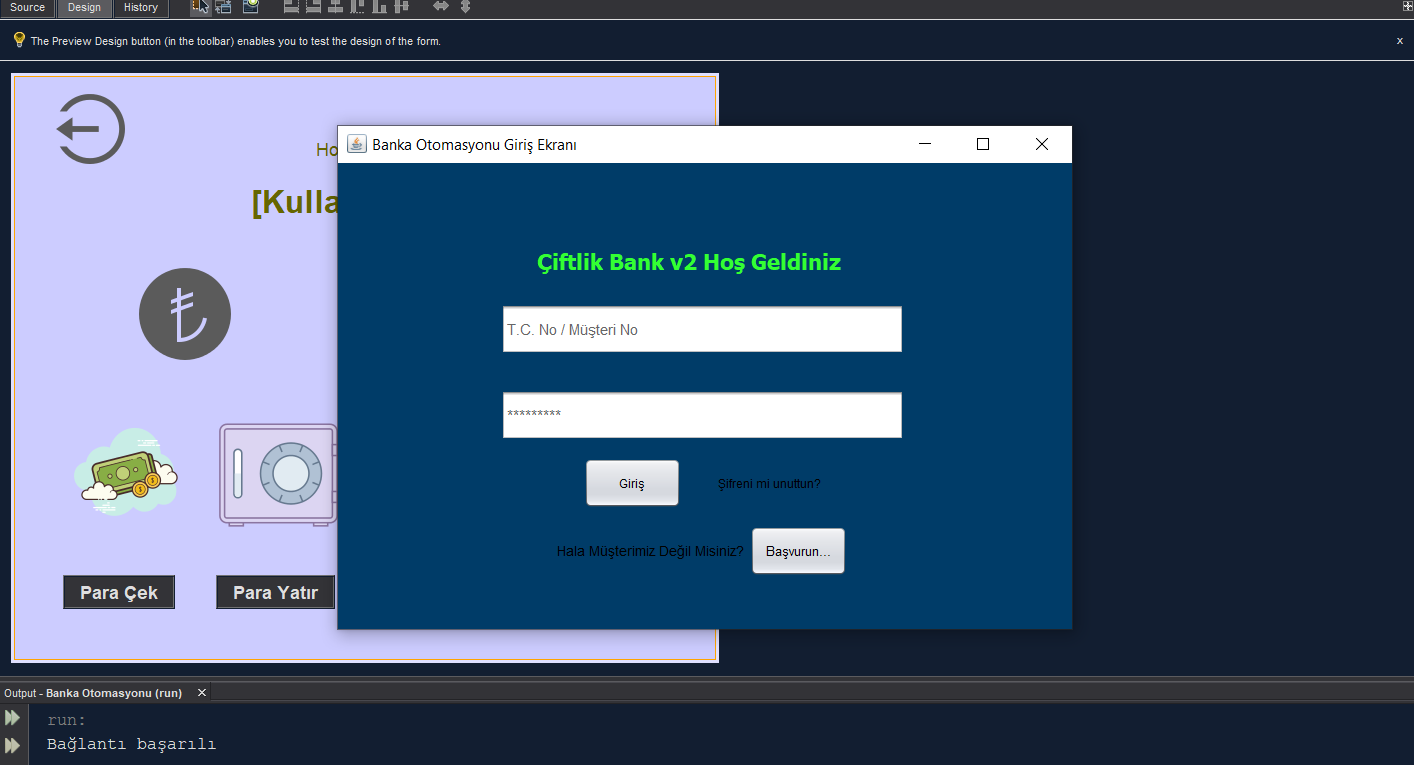 Source Design History
The Preview Design button (in the toolbar) enables you to test the design of the form.
x
Banka Otomasyonu Giriş Ekranı
Ho
[Kulla
Çiftlik Bank v2 Hoş Geldiniz
T.C. No / Müşteri No
*********
Giriş Şifreni mi unuttun?
Hala Müşterimiz Değil Misiniz? Başvurun...
Para Çek Para Yatır
Output - Banka Otomasyonu (run)
run:
Bağlantı başarılı